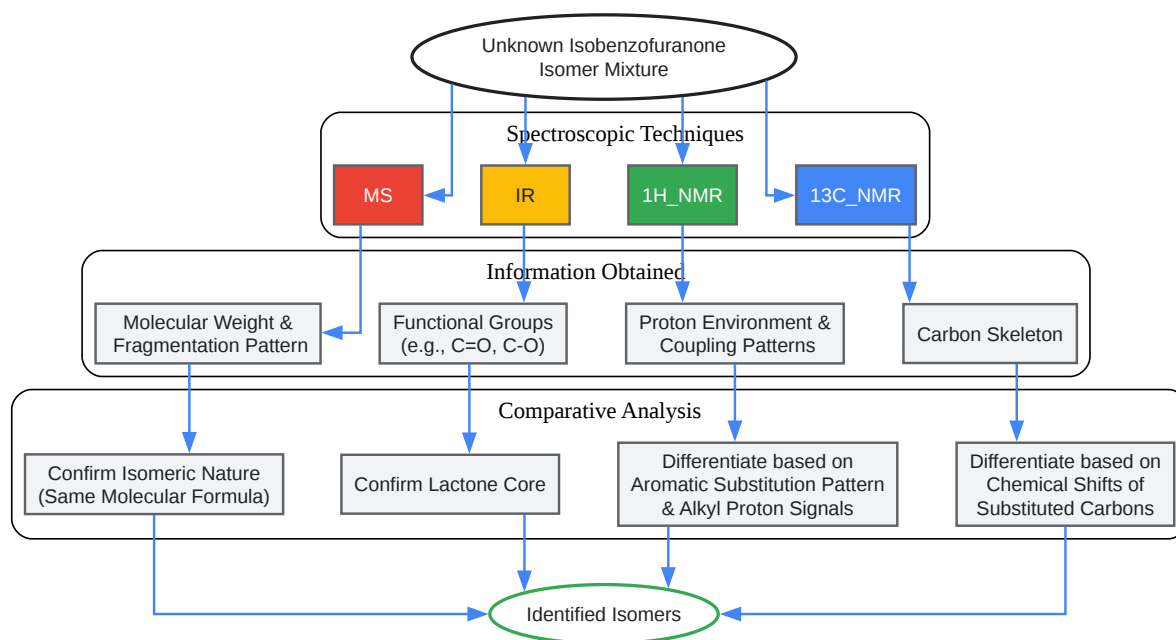 Unknown Isobenzofuranone
Isomer Mixture
Spectroscopic Techniques
MS
IR
1H_NMR
13C_NMR
Information Obtained
Molecular Weight &
Fragmentation Pattern
Functional Groups
(e.g., C=O, C-O)
Proton Environment &
Coupling Patterns
Carbon Skeleton
Comparative Analysis
Confirm Isomeric Nature
(Same Molecular Formula)
Confirm Lactone Core
Differentiate based on
Aromatic Substitution Pattern
& Alkyl Proton Signals
Differentiate based on
Chemical Shifts of
Substituted Carbons
Identified Isomers